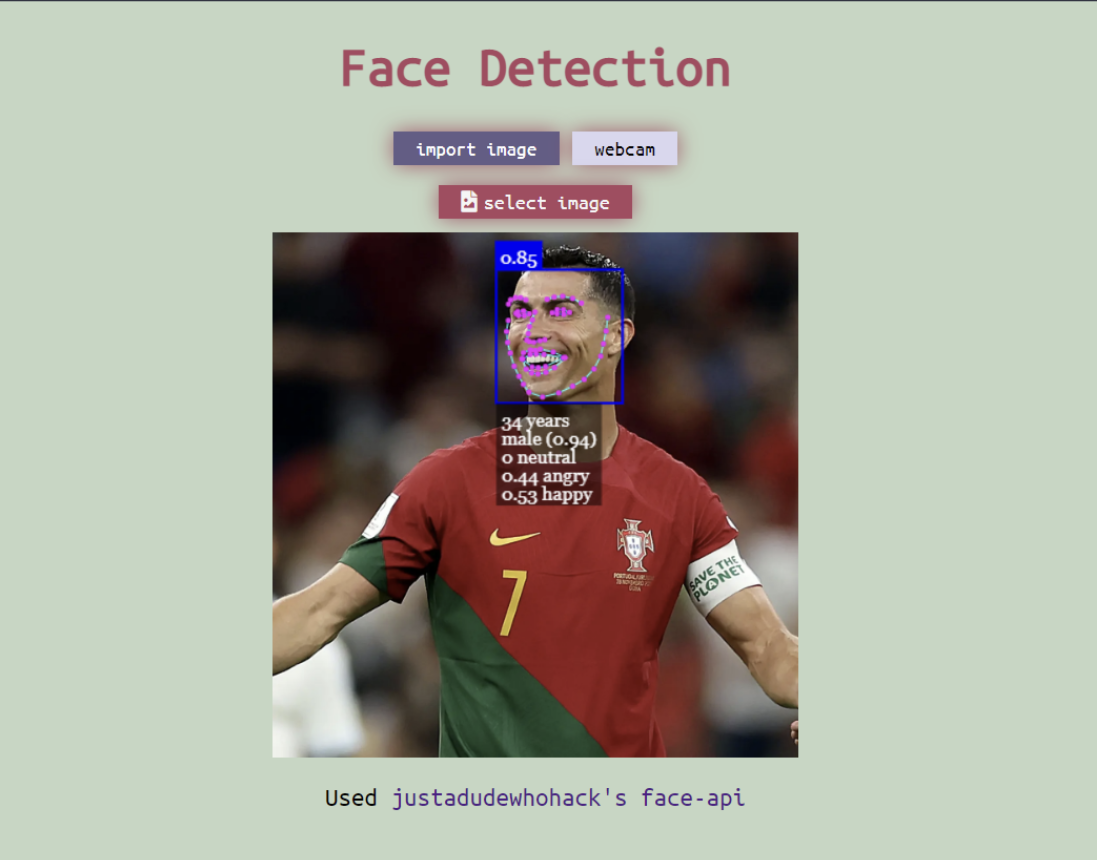 Face Detection
import image
webcam
select image
0.85
34 years
male (0.94)
0 neutral
0.44 angry
0.53 happy
7
SAVE THE
PLANET
Used justadudewhohack's face-api